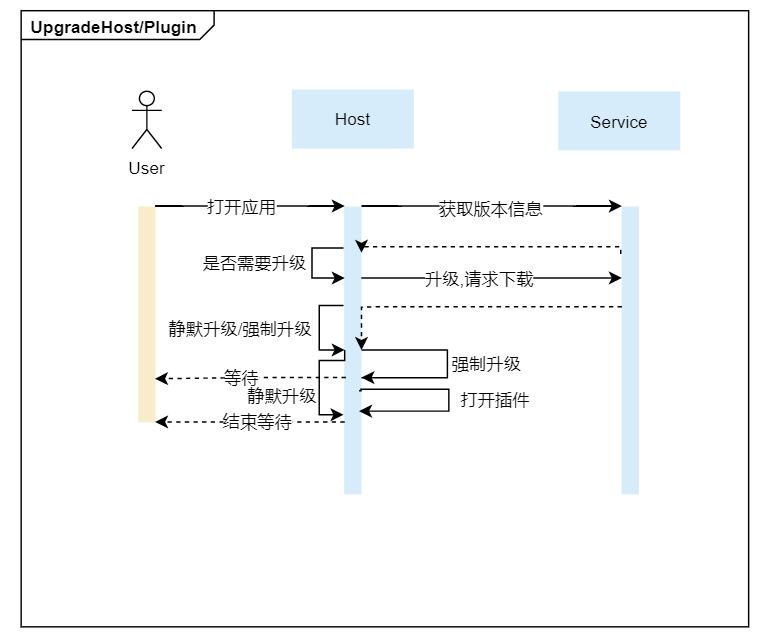 UpgradeHost/Plugin
Host
Service
User
打开应用
获取版本信息
是否需要升级
升级,请求下载
静默升级/强制升级
强制升级
等待
静默升级
打开插件
结束等待